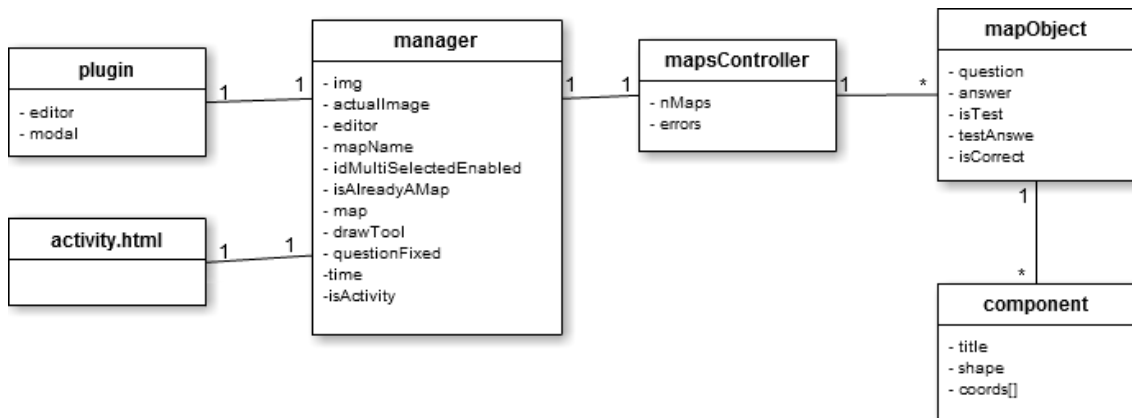 plugin
- editor
- modal
1
1
activity.html
1
1
manager
- img
- actualImage
- editor
- mapName
- idMultiSelectedEnabled
- isAlreadyAMap
- map
- drawTool
- questionFixed
-time
-isActivity
1
1
mapsController
- nMaps
- errors
1
*
mapObject
- question
- answer
- isTest
- testAnswe
- isCorrect
1
*
component
- title
- shape
- coords[]